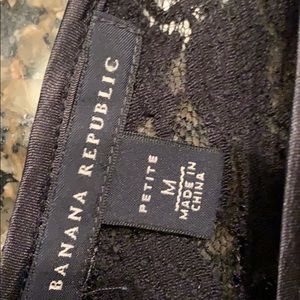 BANANA REPUBLIC
PETITE
M
MADE IN
CHINA